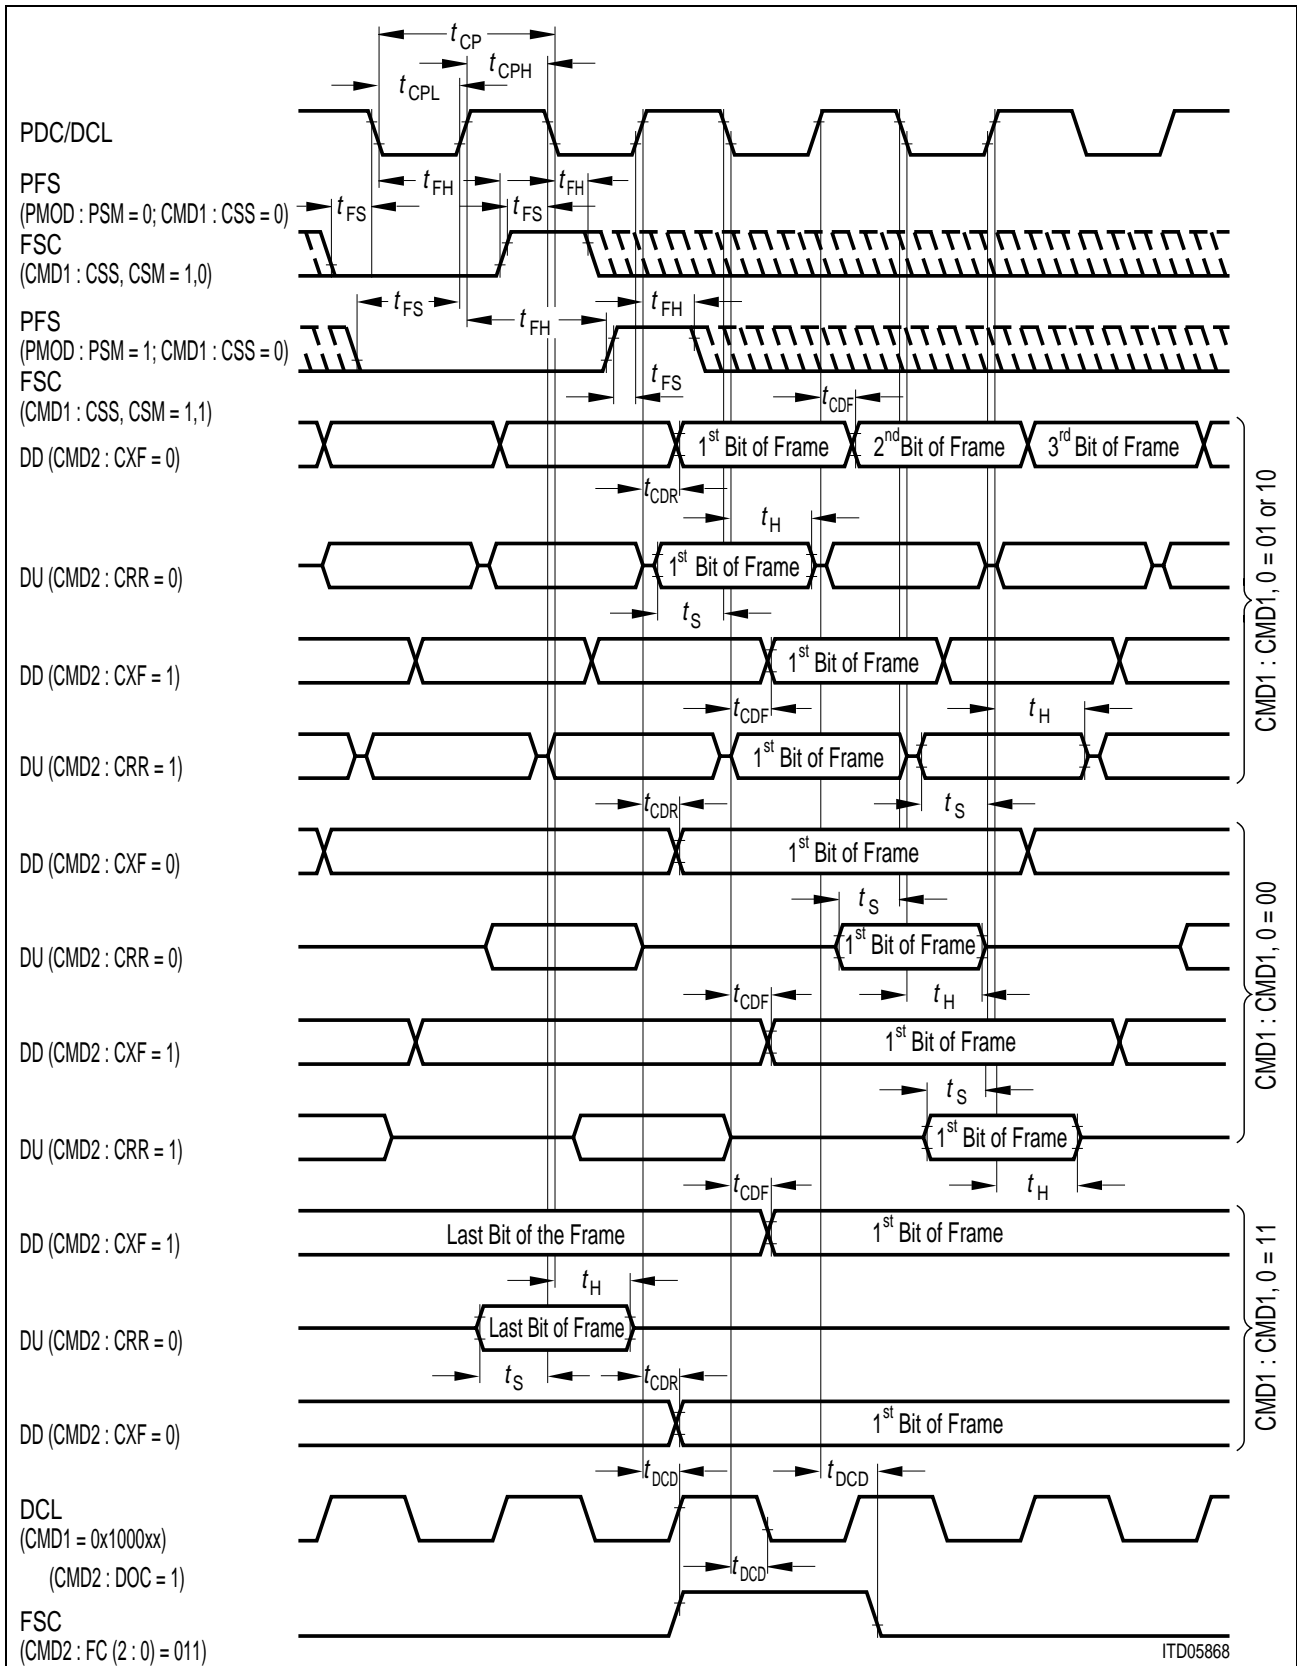 tCP
tCPH
tCPL
PDC/DCL
PFS
(PMOD : PSM = 0; CMD1 : CSS = 0)
FSC
(CMD1 : CSS, CSM = 1,0)
tFH
tFH
tFS
tFS
PFS
(PMOD : PSM = 1; CMD1 : CSS = 0)
FSC
(CMD1 : CSS, CSM = 1,1)
tFS
tFH
tFH
tFS
tCDF
DD (CMD2 : CXF = 0)
1st Bit of Frame
2nd Bit of Frame
3rd Bit of Frame
tCDR
tH
DU (CMD2 : CRR = 0)
1st Bit of Frame
tS
DD (CMD2 : CXF = 1)
1st Bit of Frame
tCDF
tH
DU (CMD2 : CRR = 1)
1st Bit of Frame
tCDR
tS
CMD1 : CMD1, 0 = 01 or 10
DD (CMD2 : CXF = 0)
1st Bit of Frame
tS
DU (CMD2 : CRR = 0)
1st Bit of Frame
tCDF
tH
DD (CMD2 : CXF = 1)
1st Bit of Frame
tS
DU (CMD2 : CRR = 1)
1st Bit of Frame
tCDF
tH
CMD1 : CMD1, 0 = 00
DD (CMD2 : CXF = 1)
Last Bit of the Frame
1st Bit of Frame
tH
DU (CMD2 : CRR = 0)
Last Bit of Frame
tS
tCDR
DD (CMD2 : CXF = 0)
1st Bit of Frame
CMD1 : CMD1, 0 = 11
tDCD
tDCD
DCL
(CMD1 = 0x1000xx)
(CMD2 : DOC = 1)
tDCD
FSC
(CMD2 : FC (2 : 0) = 011)
ITD05868